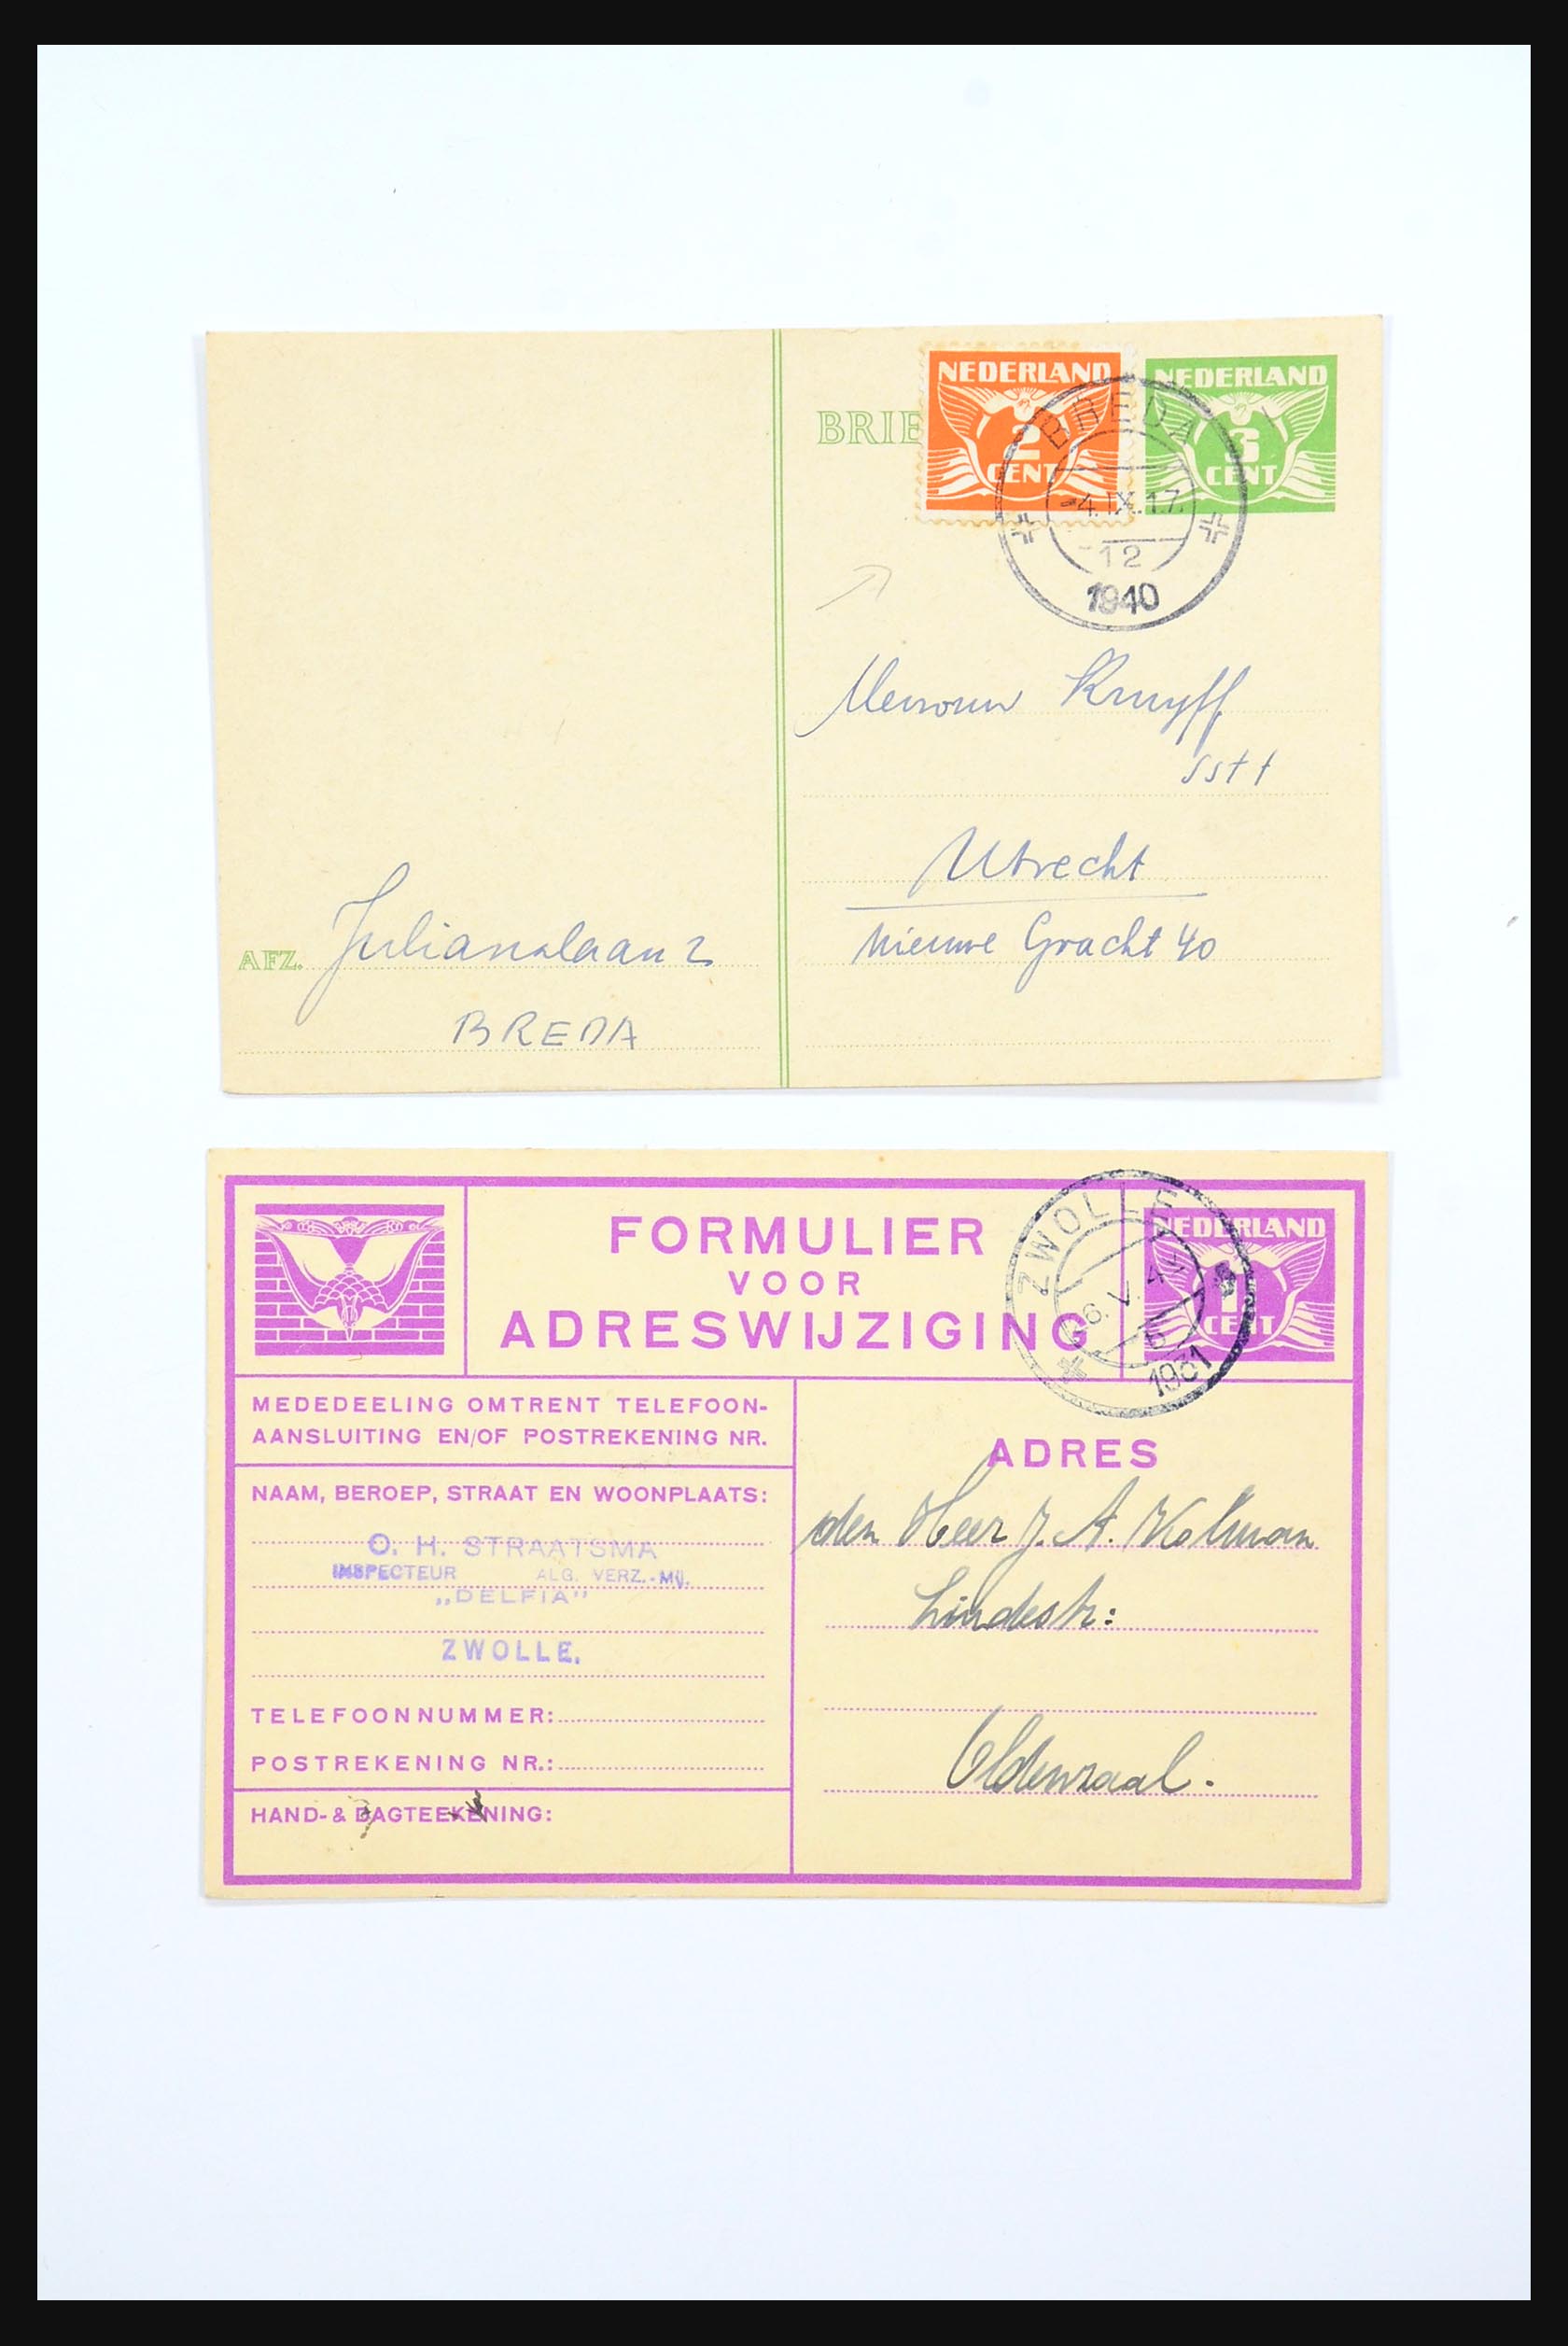 BRIE
NEDERLAND
2
CENT
NEDERLAND
3
CENT
BREDA
-4.IX.17.
-12
1940
Mevrouw Kruyff
Utrecht
Nieuwe Gracht 40
AFZ. Julianalaan 2
BREDA
FORMULIER
VOOR
ADRESWIJZIGING
NEDERLAND
CENT
ZWOLLE
1931
MEDEDEELING OMTRENT TELEFOON-
AANSLUITING EN/OF POSTREKENING NR.
NAAM, BEROEP, STRAAT EN WOONPLAATS:
O. H. STRAATSMA
INSPECTEUR ALG. VERZ.-MIJ.
„DELFIA"
ZWOLLE.
TELEFOONNUMMER:
POSTREKENING NR.:
HAND- & DAGTEEKENING:
ADRES
den Heer J. A. Kolman
Lindestr:
Oldenzaal.